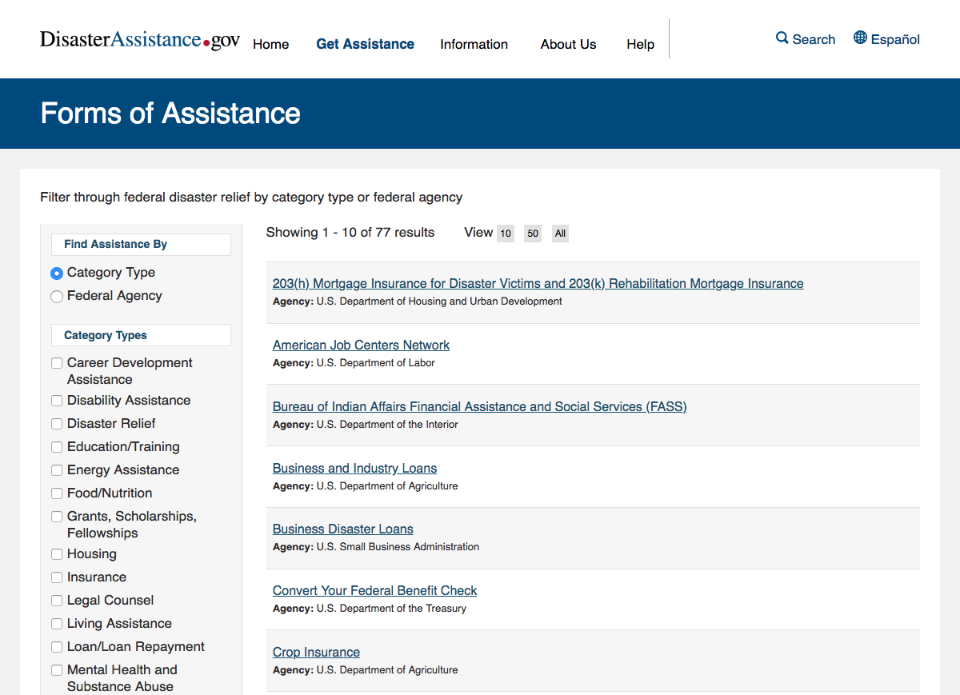 DisasterAssistance.gov
Home Get Assistance Information About Us Help
Search Español
Forms of Assistance
Filter through federal disaster relief by category type or federal agency
Find Assistance By
Category Type
Federal Agency
Category Types
Career Development
Assistance
Disability Assistance
Disaster Relief
Education/Training
Energy Assistance
Food/Nutrition
Grants, Scholarships,
Fellowships
Housing
Insurance
Legal Counsel
Living Assistance
Loan/Loan Repayment
Mental Health and
Substance Abuse
Showing 1 - 10 of 77 results View 10 50 All
203(h) Mortgage Insurance for Disaster Victims and 203(k) Rehabilitation Mortgage Insurance
Agency: U.S. Department of Housing and Urban Development
American Job Centers Network
Agency: U.S. Department of Labor
Bureau of Indian Affairs Financial Assistance and Social Services (FASS)
Agency: U.S. Department of the Interior
Business and Industry Loans
Agency: U.S. Department of Agriculture
Business Disaster Loans
Agency: U.S. Small Business Administration
Convert Your Federal Benefit Check
Agency: U.S. Department of the Treasury
Crop Insurance
Agency: U.S. Department of Agriculture